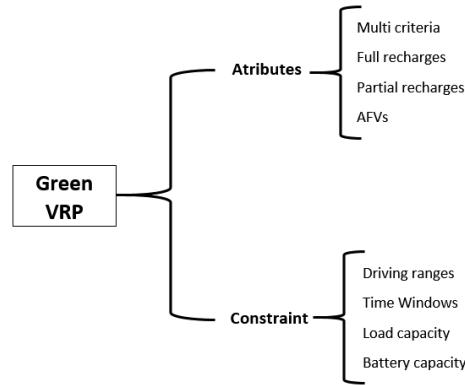 Atributes
Multi criteria
Full recharges
Partial recharges
AFVs
Green
VRP
Constraint
Driving ranges
Time Windows
Load capacity
Battery capacity